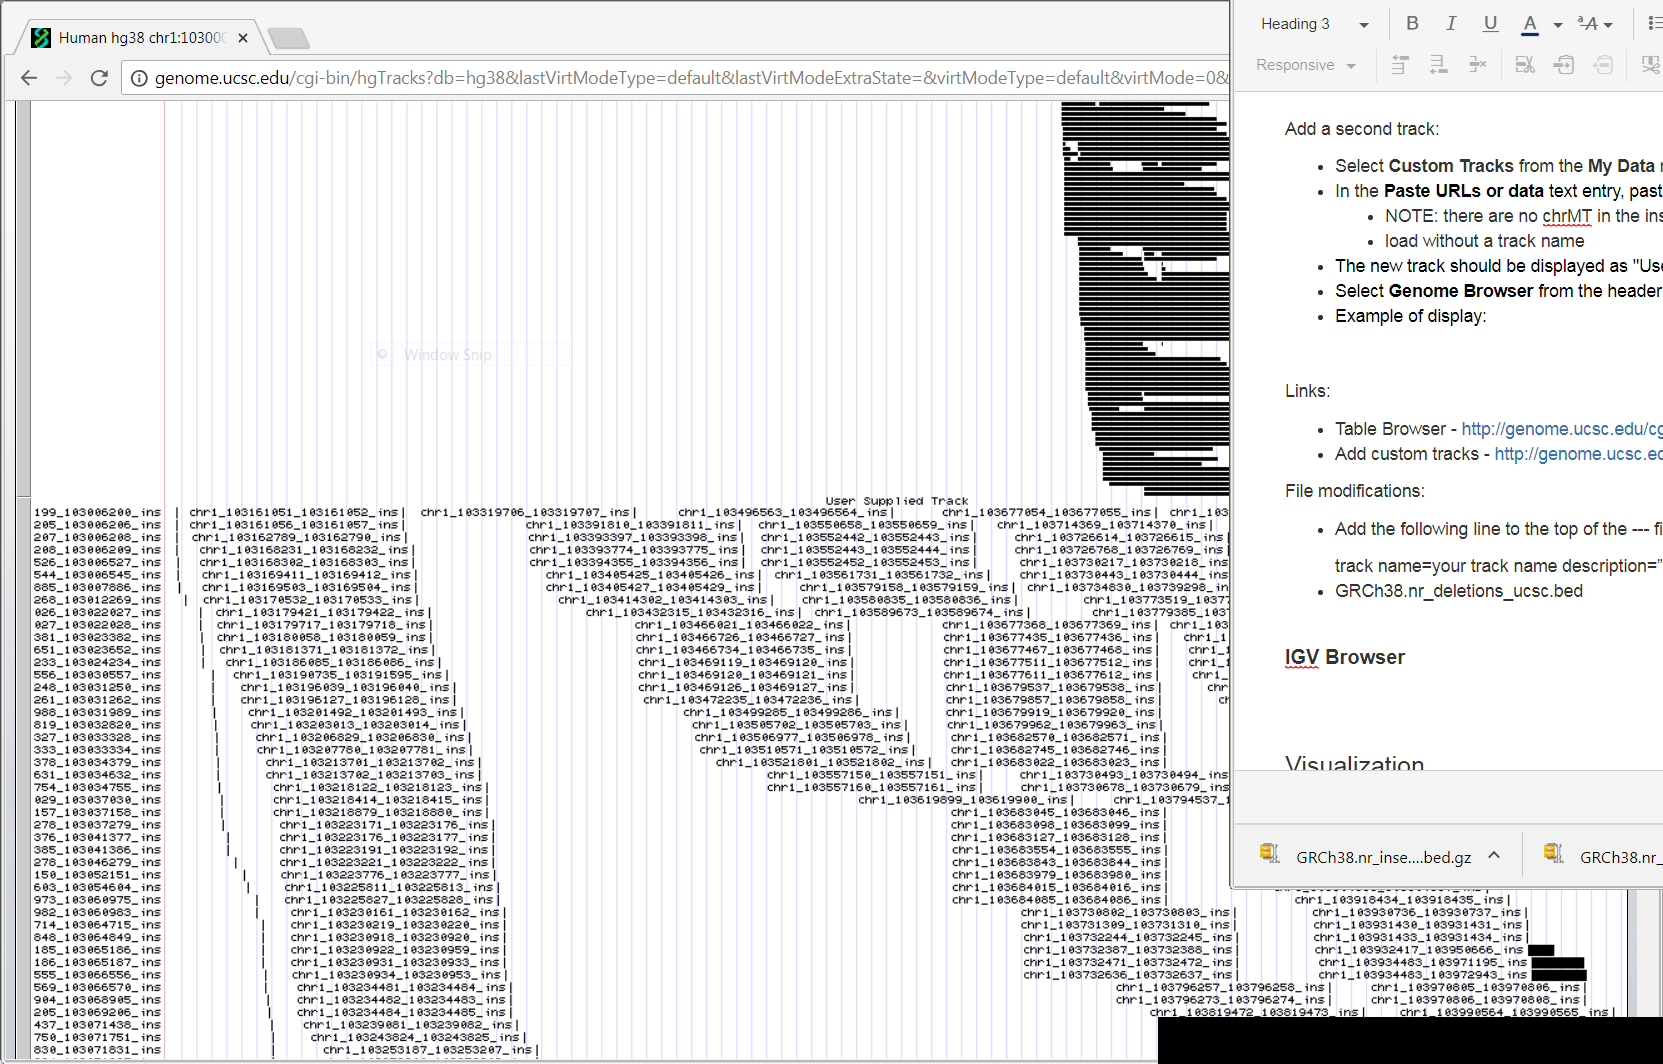 Human hg38 chr1:10300
genome.ucsc.edu/cgi-bin/hgTracks?db=hg38&lastVirtModeType=default&lastVirtModeExtraState=&virtModeType=default&virtMode=0&
Window Snip
User Supplied Track
199_103006200_ins chr1_103161051_103161052_ins chr1_103319706_103319707_ins chr1_103496563_103496564_ins chr1_103677054_103677055_ins chr1_103
205_103006206_ins chr1_103161056_103161057_ins chr1_103391810_103391811_ins chr1_103550658_103550659_ins chr1_103714369_103714370_ins
207_103006208_ins chr1_103162789_103162790_ins chr1_103393397_103393398_ins chr1_103552442_103552443_ins chr1_103726614_103726615_ins
208_103006209_ins chr1_103168231_103168232_ins chr1_103393774_103393775_ins chr1_103552443_103552444_ins chr1_103726768_103726769_ins
526_103006527_ins chr1_103168302_103168303_ins chr1_103394355_103394356_ins chr1_103552452_103552453_ins chr1_103730217_103730218_ins
544_103006545_ins chr1_103169411_103169412_ins chr1_103405425_103405426_ins chr1_103561731_103561732_ins chr1_103730443_103730444_ins
885_103007886_ins chr1_103169503_103169504_ins chr1_103405427_103405429_ins chr1_103579158_103579159_ins chr1_103734830_103739298_ins
268_103012269_ins chr1_103170532_103170533_ins chr1_103414302_103414303_ins chr1_103580835_103580836_ins chr1_103773519_10377
026_103022027_ins chr1_103179421_103179422_ins chr1_103432315_103432316_ins chr1_103589673_103589674_ins chr1_103779385_1037
027_103022028_ins chr1_103179717_103179718_ins chr1_103466021_103466022_ins chr1_103677368_103677369_ins chr1_103
381_103023382_ins chr1_103180058_103180059_ins chr1_103466726_103466727_ins chr1_103677435_103677436_ins chr1_1
651_103023652_ins chr1_103181371_103181372_ins chr1_103466734_103466735_ins chr1_103677467_103677468_ins chr1_
233_103024234_ins chr1_103186085_103186086_ins chr1_103469119_103469120_ins chr1_103677511_103677512_ins chr1_
556_103030557_ins chr1_103190735_103191595_ins chr1_103469120_103469121_ins chr1_103677611_103677612_ins chr1
248_103031250_ins chr1_103196039_103196040_ins chr1_103469126_103469127_ins chr1_103679537_103679538_ins chr
261_103031262_ins chr1_103196127_103196128_ins chr1_103472235_103472236_ins chr1_103679857_103679858_ins
988_103031989_ins chr1_103201492_103201493_ins chr1_103499285_103499286_ins chr1_103679919_103679920_ins
819_103032820_ins chr1_103203013_103203014_ins chr1_103505702_103505703_ins chr1_103679962_103679963_ins
327_103033328_ins chr1_103206829_103206830_ins chr1_103506977_103506978_ins chr1_103682570_103682571_ins
333_103033334_ins chr1_103207780_103207781_ins chr1_103510571_103510572_ins chr1_103682745_103682746_ins
378_103034379_ins chr1_103213701_103213702_ins chr1_103521801_103521802_ins chr1_103683022_103683023_ins
631_103034632_ins chr1_103213702_103213703_ins chr1_103557150_103557151_ins chr1_103730493_103730494_ins
754_103034755_ins chr1_103218122_103218123_ins chr1_103557160_103557161_ins chr1_103730678_103730679_ins
029_103037030_ins chr1_103218414_103218415_ins chr1_103619899_103619900_ins chr1_103794537_1
157_103037158_ins chr1_103218879_103218880_ins chr1_103683045_103683046_ins
278_103037279_ins chr1_103223171_103223176_ins chr1_103683098_103683099_ins
376_103041377_ins chr1_103223176_103223177_ins chr1_103683127_103683128_ins
385_103041386_ins chr1_103223191_103223192_ins chr1_103683554_103683555_ins
278_103046279_ins chr1_103223221_103223222_ins chr1_103683843_103683844_ins
150_103052151_ins chr1_103223776_103223777_ins chr1_103683979_103683980_ins
603_103054604_ins chr1_103225811_103225813_ins chr1_103684015_103684016_ins
973_103060975_ins chr1_103225827_103225828_ins chr1_103684085_103684086_ins chr1_103918434_103918435_ins
982_103060983_ins chr1_103230161_103230162_ins chr1_103730802_103730803_ins chr1_103930736_103930737_ins
714_103064715_ins chr1_103230219_103230220_ins chr1_103731309_103731310_ins chr1_103931430_103931431_ins
848_103064849_ins chr1_103230918_103230920_ins chr1_103732244_103732245_ins chr1_103931433_103931434_ins
185_103065186_ins chr1_103230922_103230959_ins chr1_103732387_103732388_ins chr1_103932417_103950666_ins
186_103065187_ins chr1_103230931_103230933_ins chr1_103732471_103732472_ins chr1_103934483_103971195_ins
555_103066556_ins chr1_103230934_103230953_ins chr1_103732636_103732637_ins chr1_103934483_103972943_ins
569_103066570_ins chr1_103234481_103234484_ins chr1_103796257_103796258_ins chr1_103970805_103970806_ins
904_103068905_ins chr1_103234482_103234483_ins chr1_103796273_103796274_ins chr1_103970806_103970808_ins
205_103069206_ins chr1_103234484_103234485_ins chr1_103819472_103819473_ins chr1_103990564_103990565_ins
437_103071438_ins chr1_103239081_103239082_ins
750_103071751_ins chr1_103243824_103243825_ins
830_103071831_ins chr1_103253187_103253207_ins
Heading 3 B I U A ªA
Responsive
Add a second track:
Select Custom Tracks from the My Data
In the Paste URLs or data text entry, past
NOTE: there are no chrMT in the ins
load without a track name
The new track should be displayed as "Use
Select Genome Browser from the header
Example of display:
Links:
Table Browser - http://genome.ucsc.edu/cg
Add custom tracks - http://genome.ucsc.ed
File modifications:
Add the following line to the top of the --- fi
track name=your track name description="
GRCh38.nr_deletions_ucsc.bed
IGV Browser
Visualization
GRCh38.nr_inse....bed.gz GRCh38.nr_